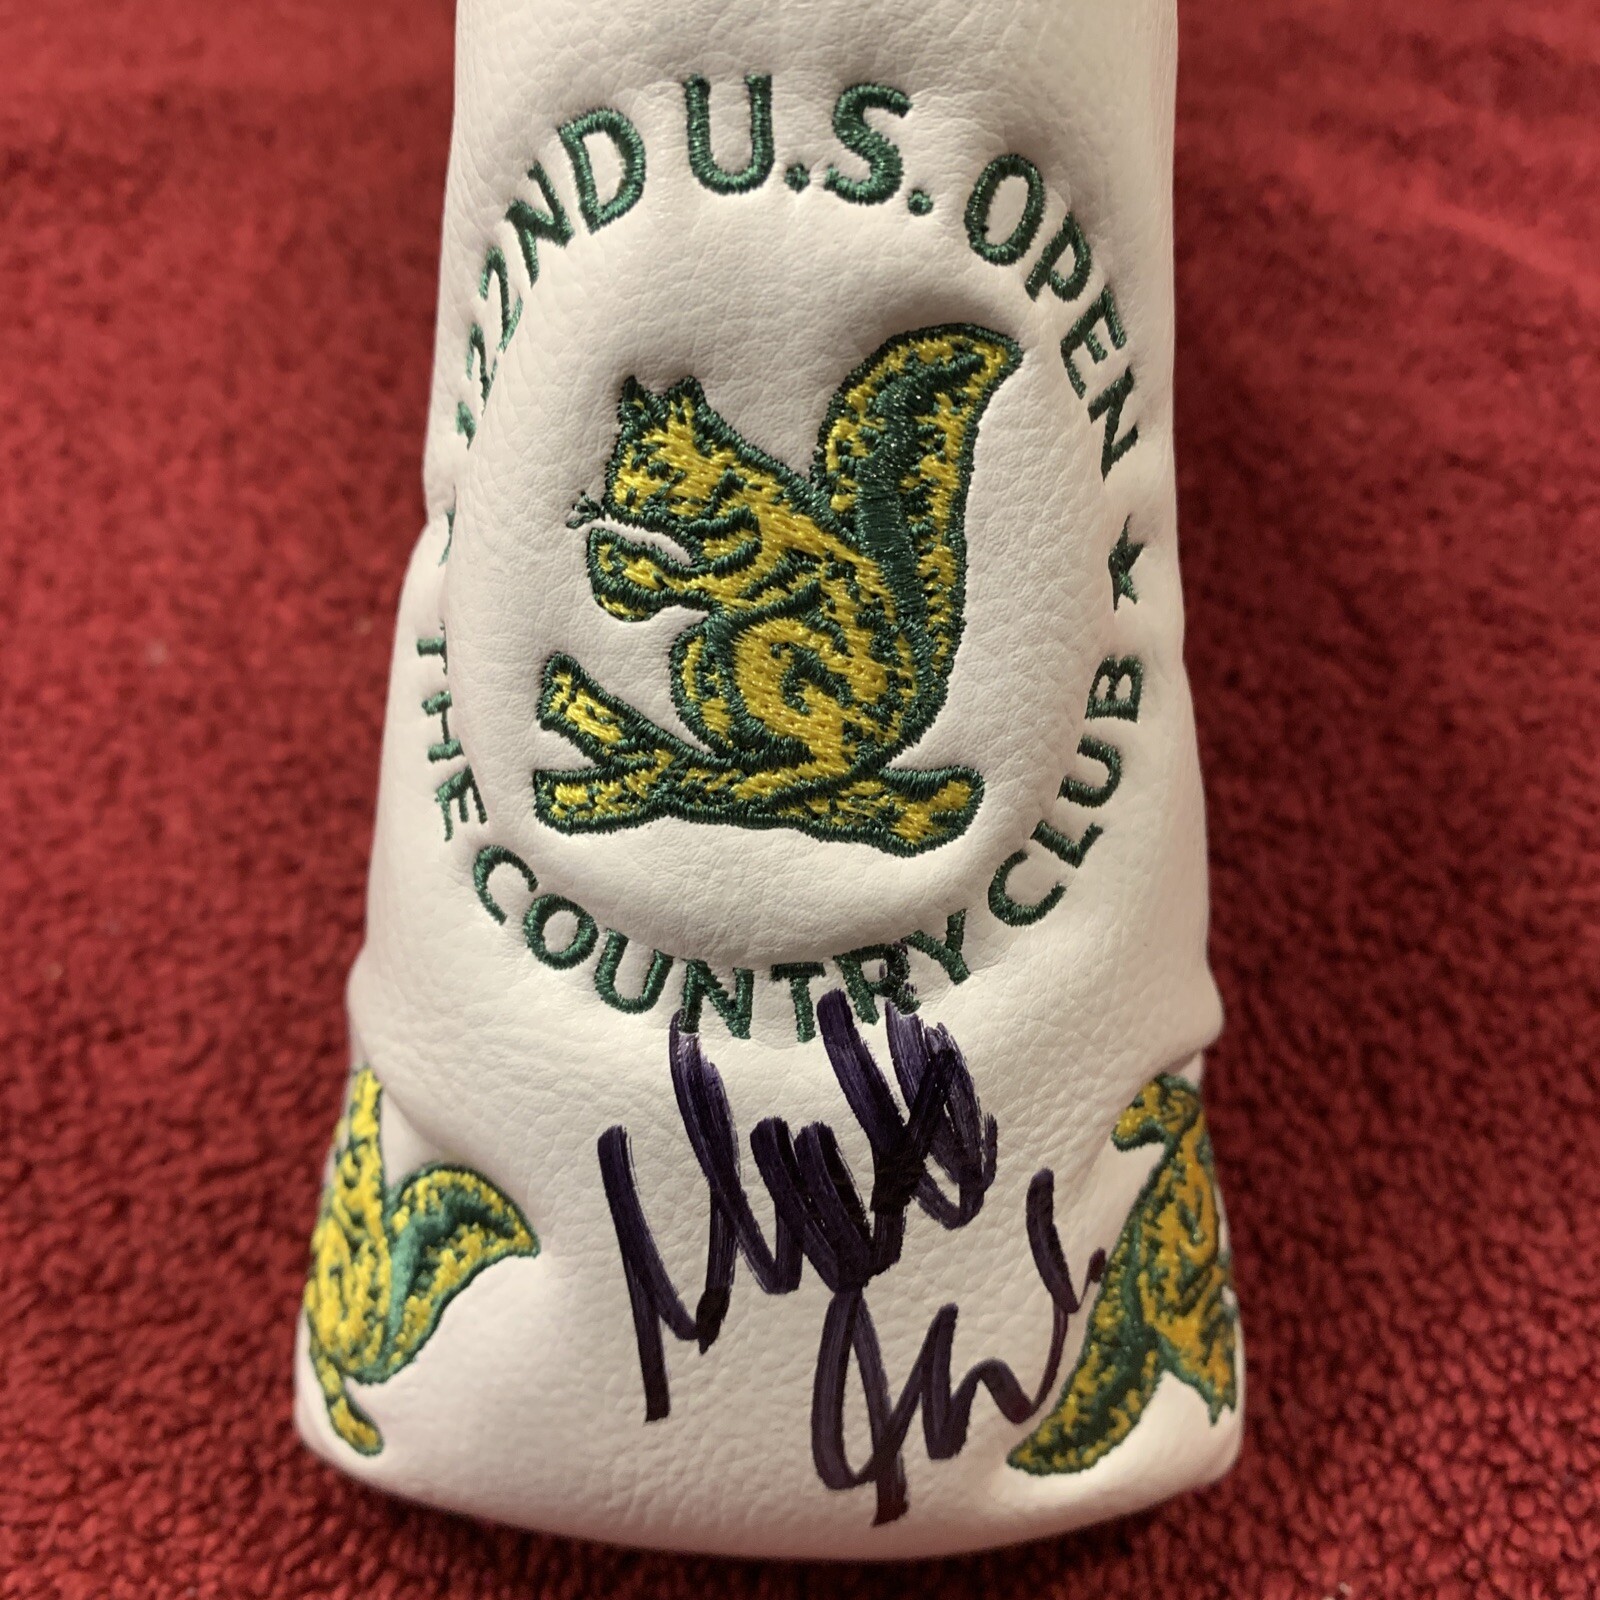 22ND U.S. OPEN
THE COUNTRY CLUB